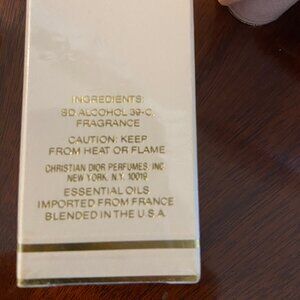 INGREDIENTS:
SD ALCOHOL 39-C,
FRAGRANCE
CAUTION: KEEP
FROM HEAT OR FLAME
CHRISTIAN DIOR PERFUMES, INC.
NEW YORK, N.Y. 10019
ESSENTIAL OILS
IMPORTED FROM FRANCE
BLENDED IN THE U.S.A.